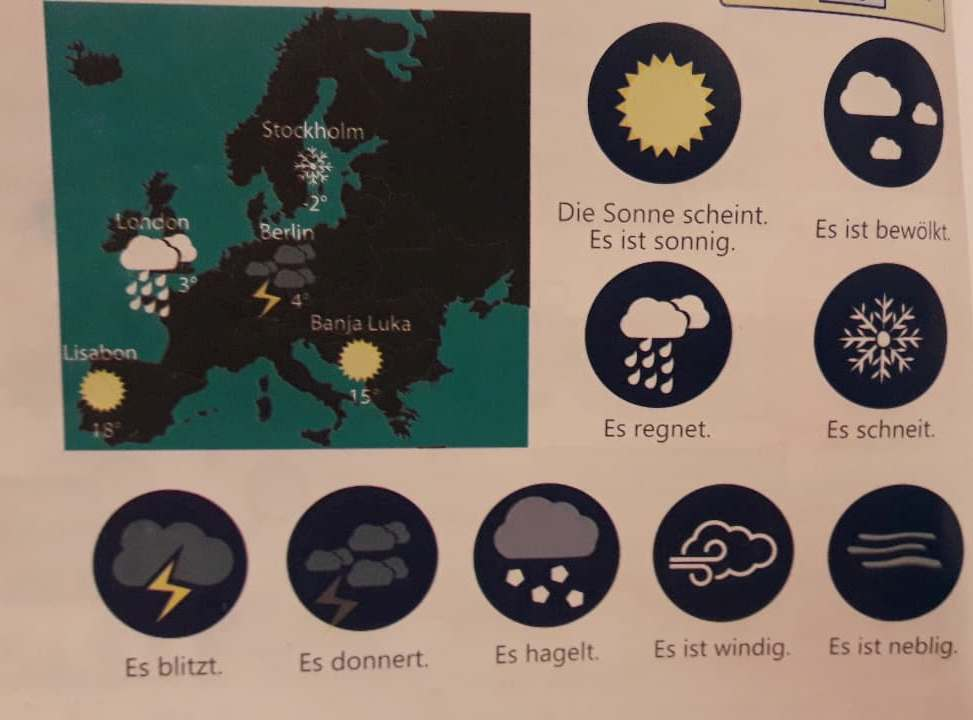 Stockholm
-2°
London
3°
Berlin
4°
Banja Luka
15°
Lisabon
18°
Die Sonne scheint.
Es ist sonnig.
Es ist bewölkt.
Es regnet.
Es schneit.
Es blitzt.
Es donnert.
Es hagelt.
Es ist windig.
Es ist neblig.